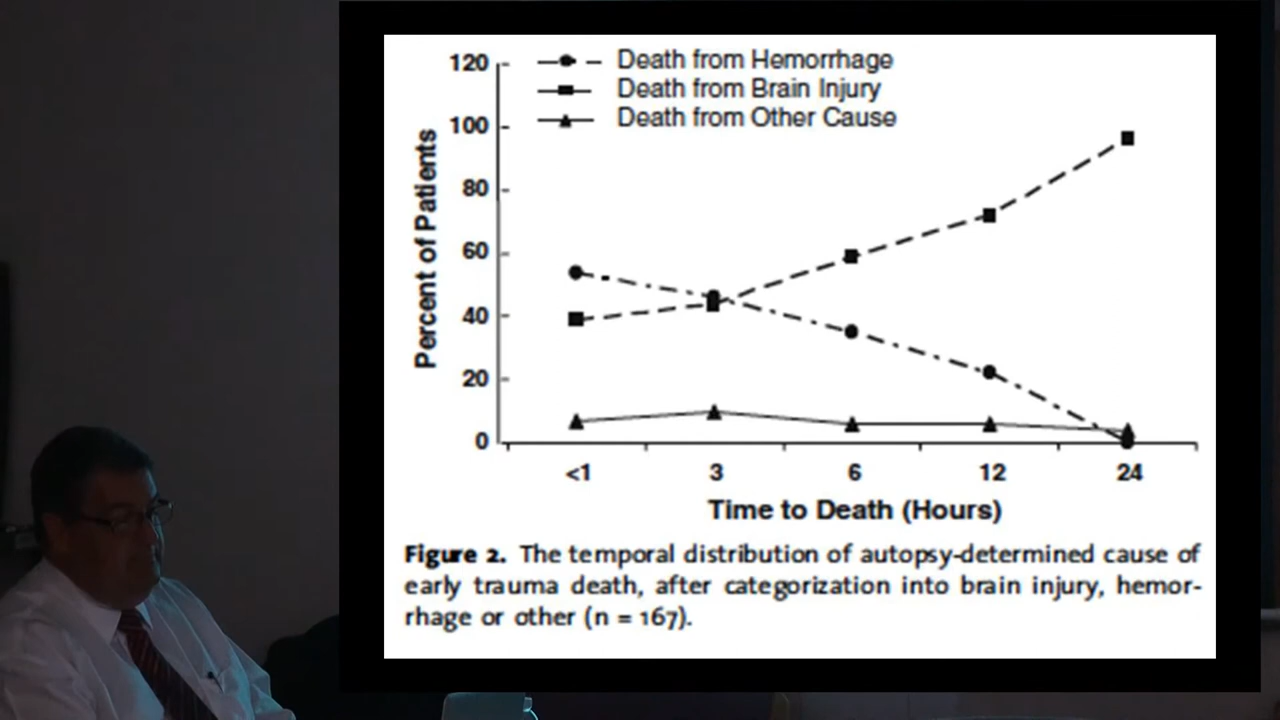 120
Death from Hemorrhage
Death from Brain Injury
Death from Other Cause
100
80
60
40
20
0
Percent of Patients
<1 3 6 12 24
Time to Death (Hours)
Figure 2. The temporal distribution of autopsy-determined cause of
early trauma death, after categorization into brain injury, hemor-
rhage or other (n = 167).